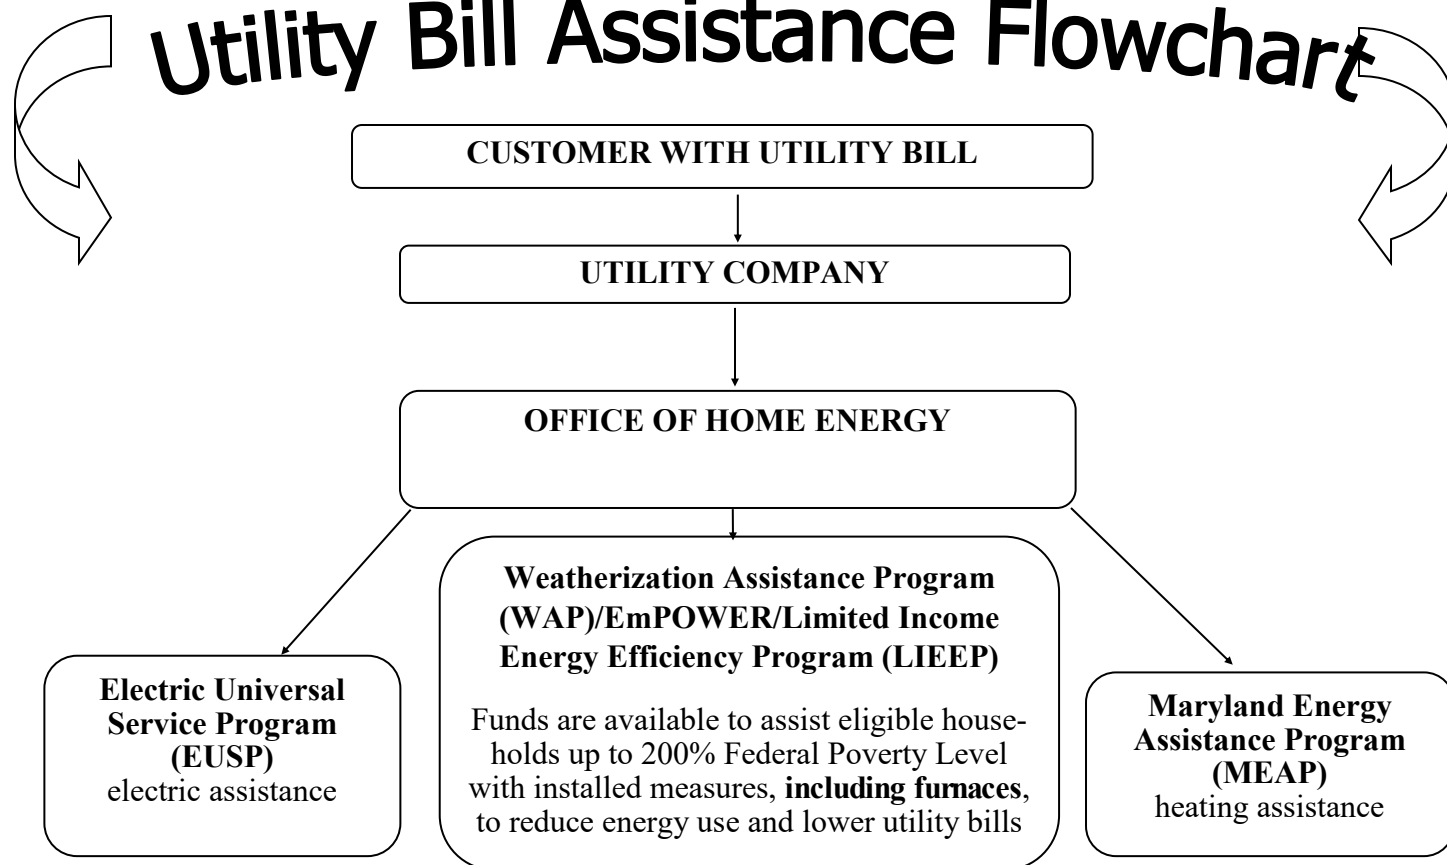 Utility Bill Assistance Flowchart
CUSTOMER WITH UTILITY BILL
UTILITY COMPANY
OFFICE OF HOME ENERGY
Electric Universal
Service Program
(EUSP)
electric assistance
Weatherization Assistance Program
(WAP)/EmPOWER/Limited Income
Energy Efficiency Program (LIEEP)
Funds are available to assist eligible house-
holds up to 200% Federal Poverty Level
with installed measures, including furnaces,
to reduce energy use and lower utility bills
Maryland Energy
Assistance Program
(MEAP)
heating assistance